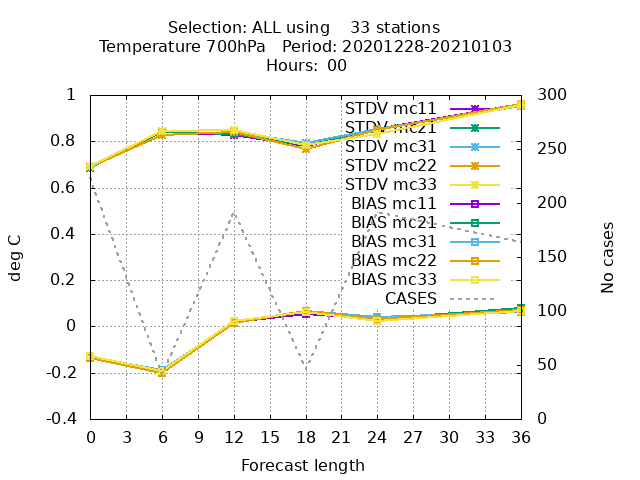 Selection: ALL using 33 stations
Temperature 700hPa Period: 20201228-20210103
Hours: 00
1
0.8
0.6
0.4
0.2
0
-0.2
-0.4
deg C
300
250
200
150
100
50
0
No cases
STDV mc11
STDV mc21
STDV mc31
STDV mc22
STDV mc33
BIAS mc11
BIAS mc21
BIAS mc31
BIAS mc22
BIAS mc33
CASES
0 3 6 9 12 15 18 21 24 27 30 33 36
Forecast length